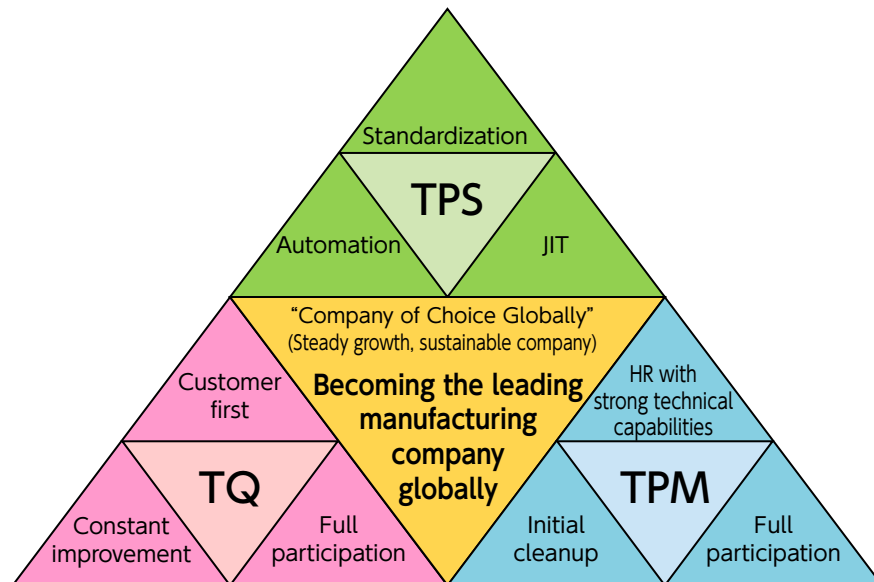 Standardization
TPS
Automation
JIT
“Company of Choice Globally”
(Steady growth, sustainable company)
Becoming the leading
manufacturing
company
globally
Customer
first
TQ
Constant
improvement
Full
participation
HR with
strong technical
capabilities
TPM
Initial
cleanup
Full
participation